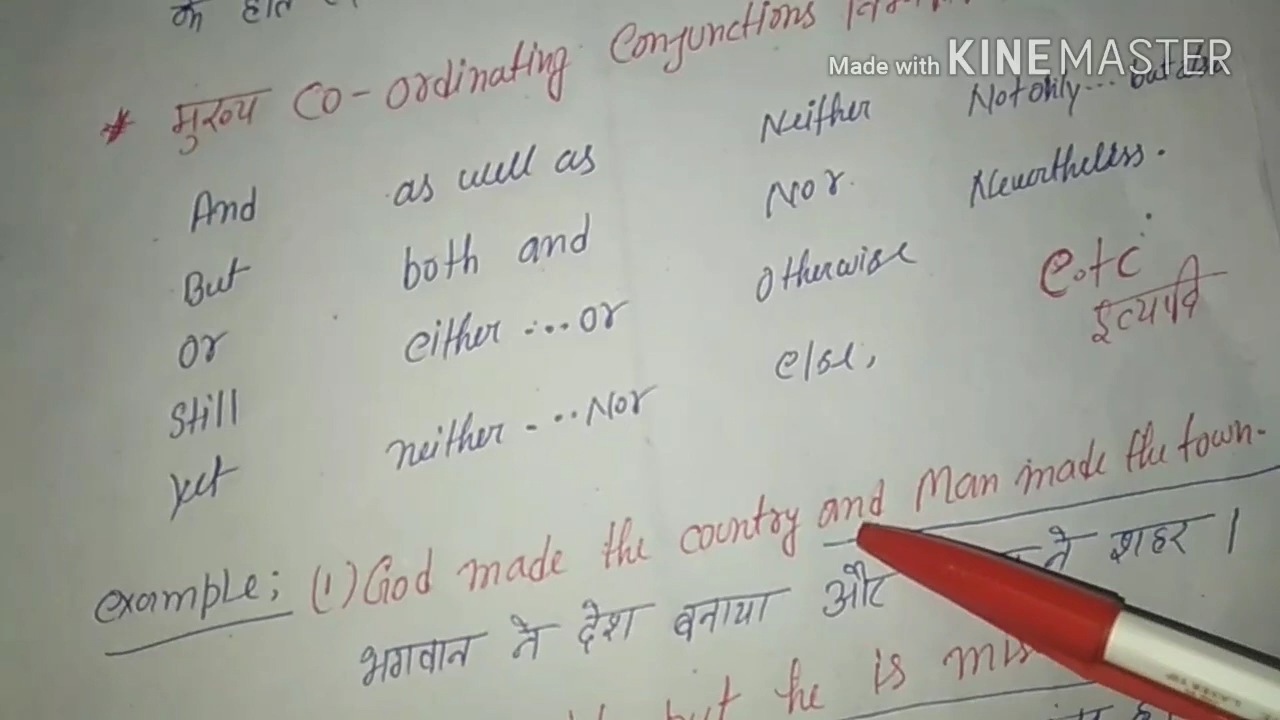 के होते
* मुख्य Co-ordinating Conjunctions
Made with KINEMASTER
And as well as Neither Not only... but also
But both and Nor. Nevertheless.
or either ....or otherwise etc
Still neither - ...Nor else, इत्यादि
yet
example; (1) God made the country and Man made the town.
भगवान ने देश बनाया और ने शहर ।
but he is